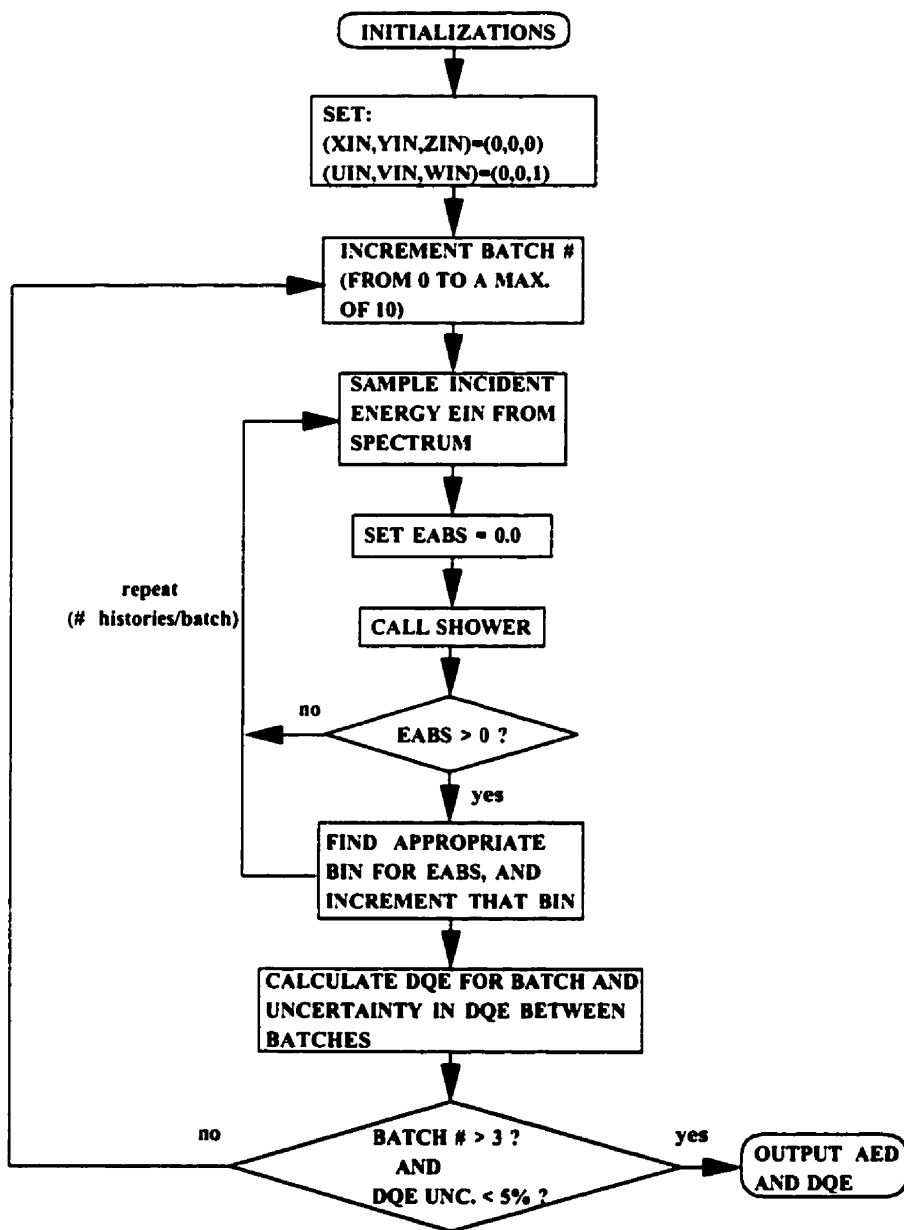 INITIALIZATIONS
SET:
(XIN,YIN,ZIN)=(0,0,0)
(UIN,VIN,WIN)=(0,0,1)
INCREMENT BATCH #
(FROM 0 TO A MAX.
OF 10)
SAMPLE INCIDENT
ENERGY EIN FROM
SPECTRUM
SET EABS = 0.0
repeat
(# histories/batch)
CALL SHOWER
no
EABS > 0 ?
yes
FIND APPROPRIATE
BIN FOR EABS, AND
INCREMENT THAT BIN
CALCULATE DQE FOR BATCH AND
UNCERTAINTY IN DQE BETWEEN
BATCHES
no
BATCH # > 3 ?
AND
DQE UNC. < 5% ?
yes
OUTPUT AED
AND DQE